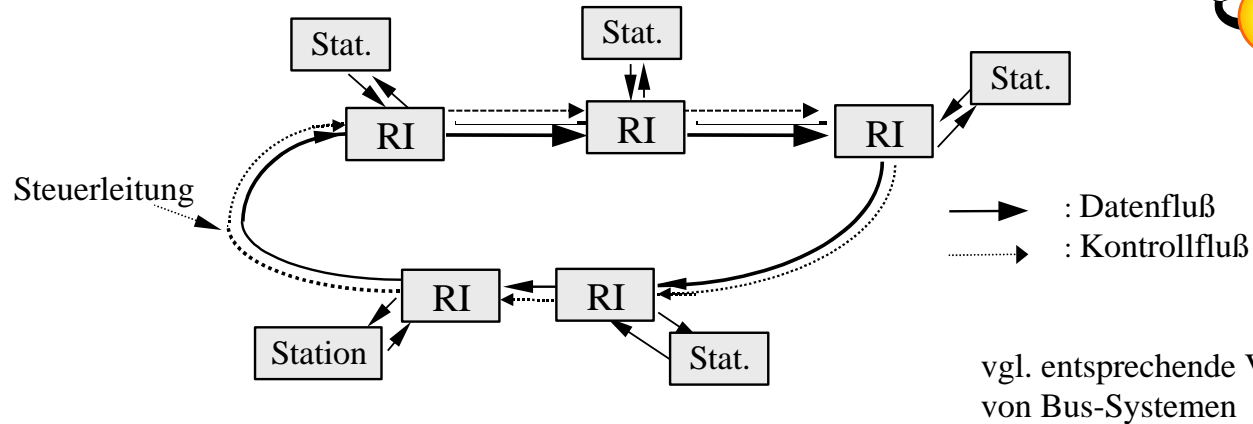 Stat.
Stat.
Stat.
RI
RI
RI
Steuerleitung
: Datenfluß
: Kontrollfluß
RI
RI
Station
Stat.
vgl. entsprechende
von Bus-Systemen